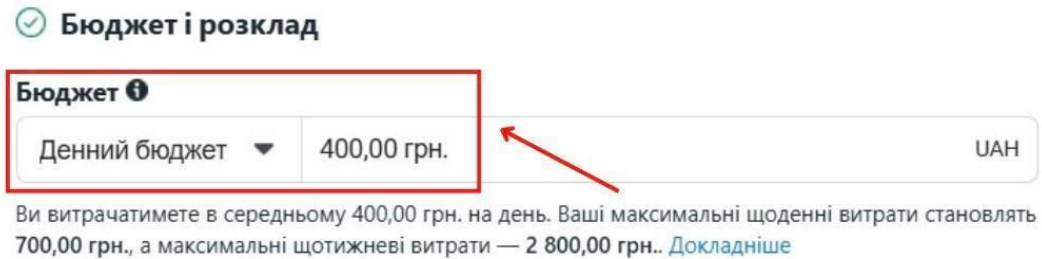 Бюджет і розклад
Бюджет
Денний бюджет 400,00 грн. UAH
Ви витрачатимете в середньому 400,00 грн. на день. Ваші максимальні щоденні витрати становлять
700,00 грн., а максимальні щотижневі витрати — 2 800,00 грн.. Докладніше